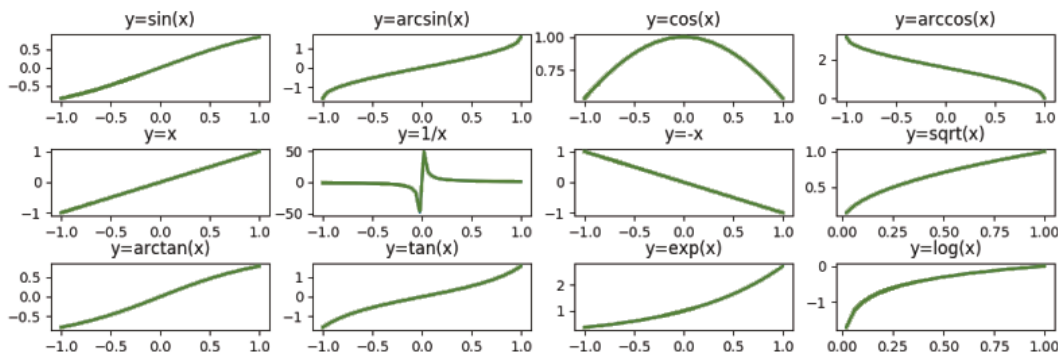 y=sin(x) y=arcsin(x) y=cos(x) y=arccos(x)
0.5 0.0 −0.5
1 0 −1
1.00 0.75
2 0
−1.0 −0.5 0.0 0.5 1.0 −1.0 −0.5 0.0 0.5 1.0 −1.0 −0.5 0.0 0.5 1.0 −1.0 −0.5 0.0 0.5 1.0
y=x y=1/x y=-x y=sqrt(x)
1 0 −1
50 0 −50
1 0 −1
1.0 0.5
−1.0 −0.5 0.0 0.5 1.0 −1.0 −0.5 0.0 0.5 1.0 −1.0 −0.5 0.0 0.5 1.0 0.00 0.25 0.50 0.75 1.00
y=arctan(x) y=tan(x) y=exp(x) y=log(x)
0.5 0.0 −0.5
1 0 −1
2 1
0 −1
−1.0 −0.5 0.0 0.5 1.0 −1.0 −0.5 0.0 0.5 1.0 −1.0 −0.5 0.0 0.5 1.0 0.00 0.25 0.50 0.75 1.00